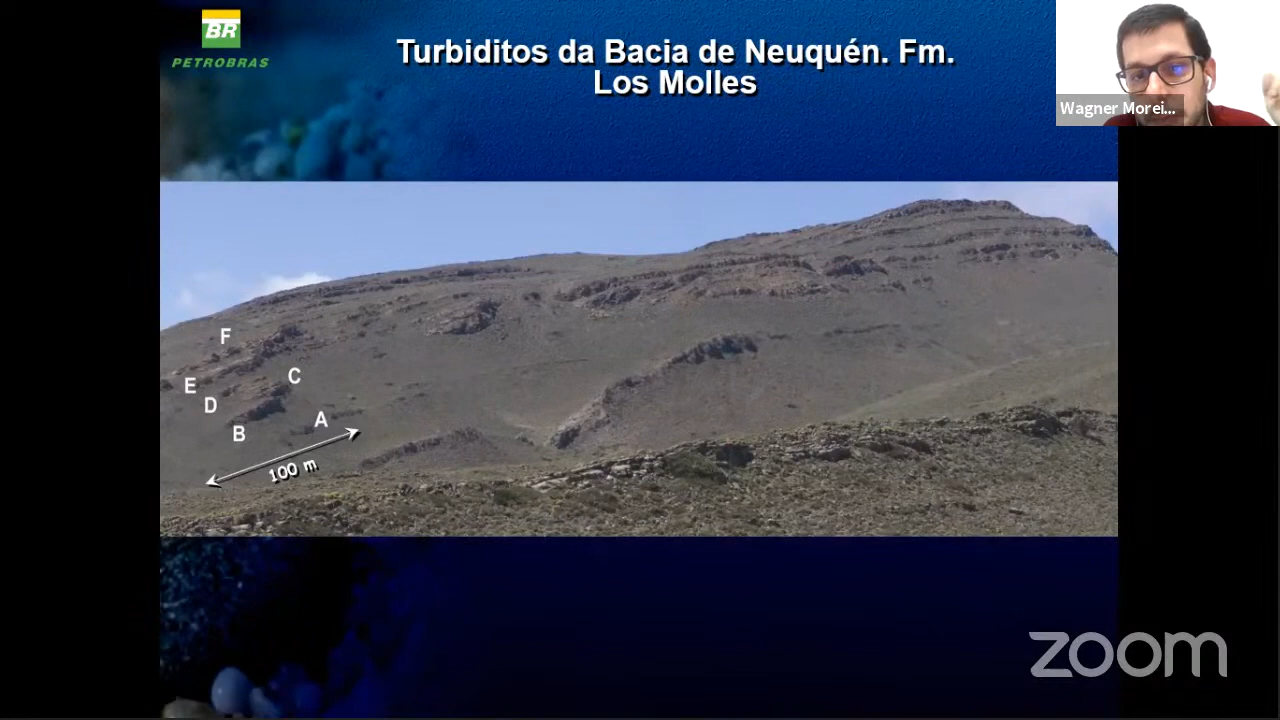 BR
PETROBRAS
Turbiditos da Bacia de Neuquén. Fm.
Los Molles
Wagner Morei...
F
C
E
D
A
B
100 m
zoom